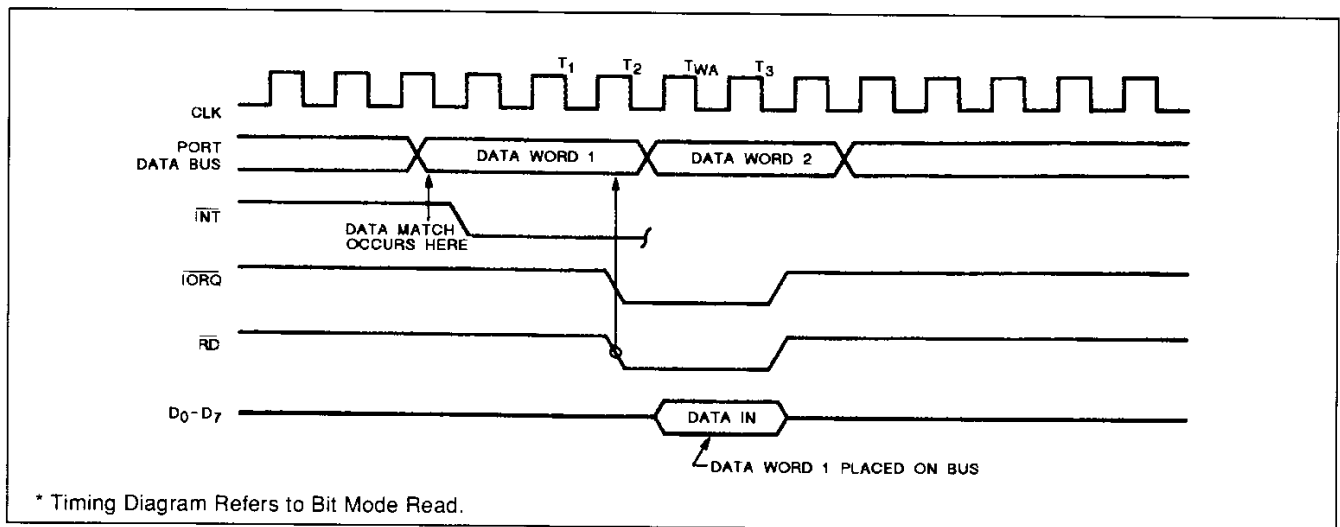 T1 T2 TWA T3
CLK
PORT
DATA BUS
DATA WORD 1 DATA WORD 2
INT
DATA MATCH
OCCURS HERE
IORQ
RD
D0-D7
DATA IN
DATA WORD 1 PLACED ON BUS
* Timing Diagram Refers to Bit Mode Read.